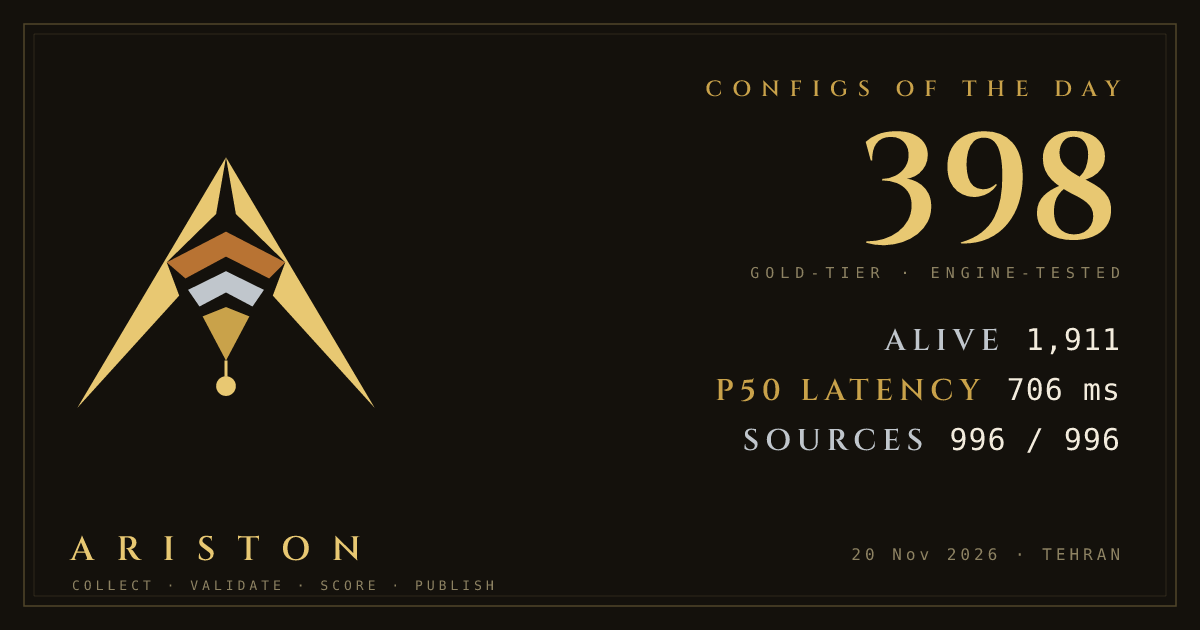 CONFIGS OF THE DAY
398
GOLD-TIER · ENGINE-TESTED
ALIVE 1,911
P50 LATENCY 706 ms
SOURCES 996 / 996
ARISTON
COLLECT · VALIDATE · SCORE · PUBLISH
20 Nov 2026 · TEHRAN